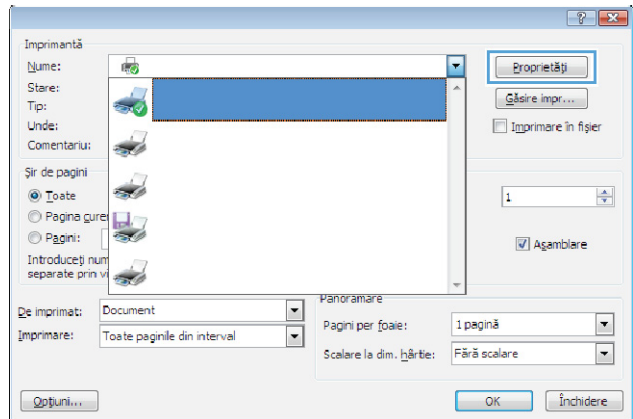 Imprimantă
Nume:
Proprietăți
Stare:
Găsire impr...
Tip:
Unde:
Imprimare în fișier
Comentariu:
Șir de pagini
Toate
1
Pagina curen
Pagini:
Asamblare
Introduceți num
separate prin vi
De imprimat: Document
Panoramare
Imprimare: Toate paginile din interval
Pagini per foaie: 1 pagină
Scalare la dim. hârtie: Fără scalare
Opțiuni...
OK
Închidere